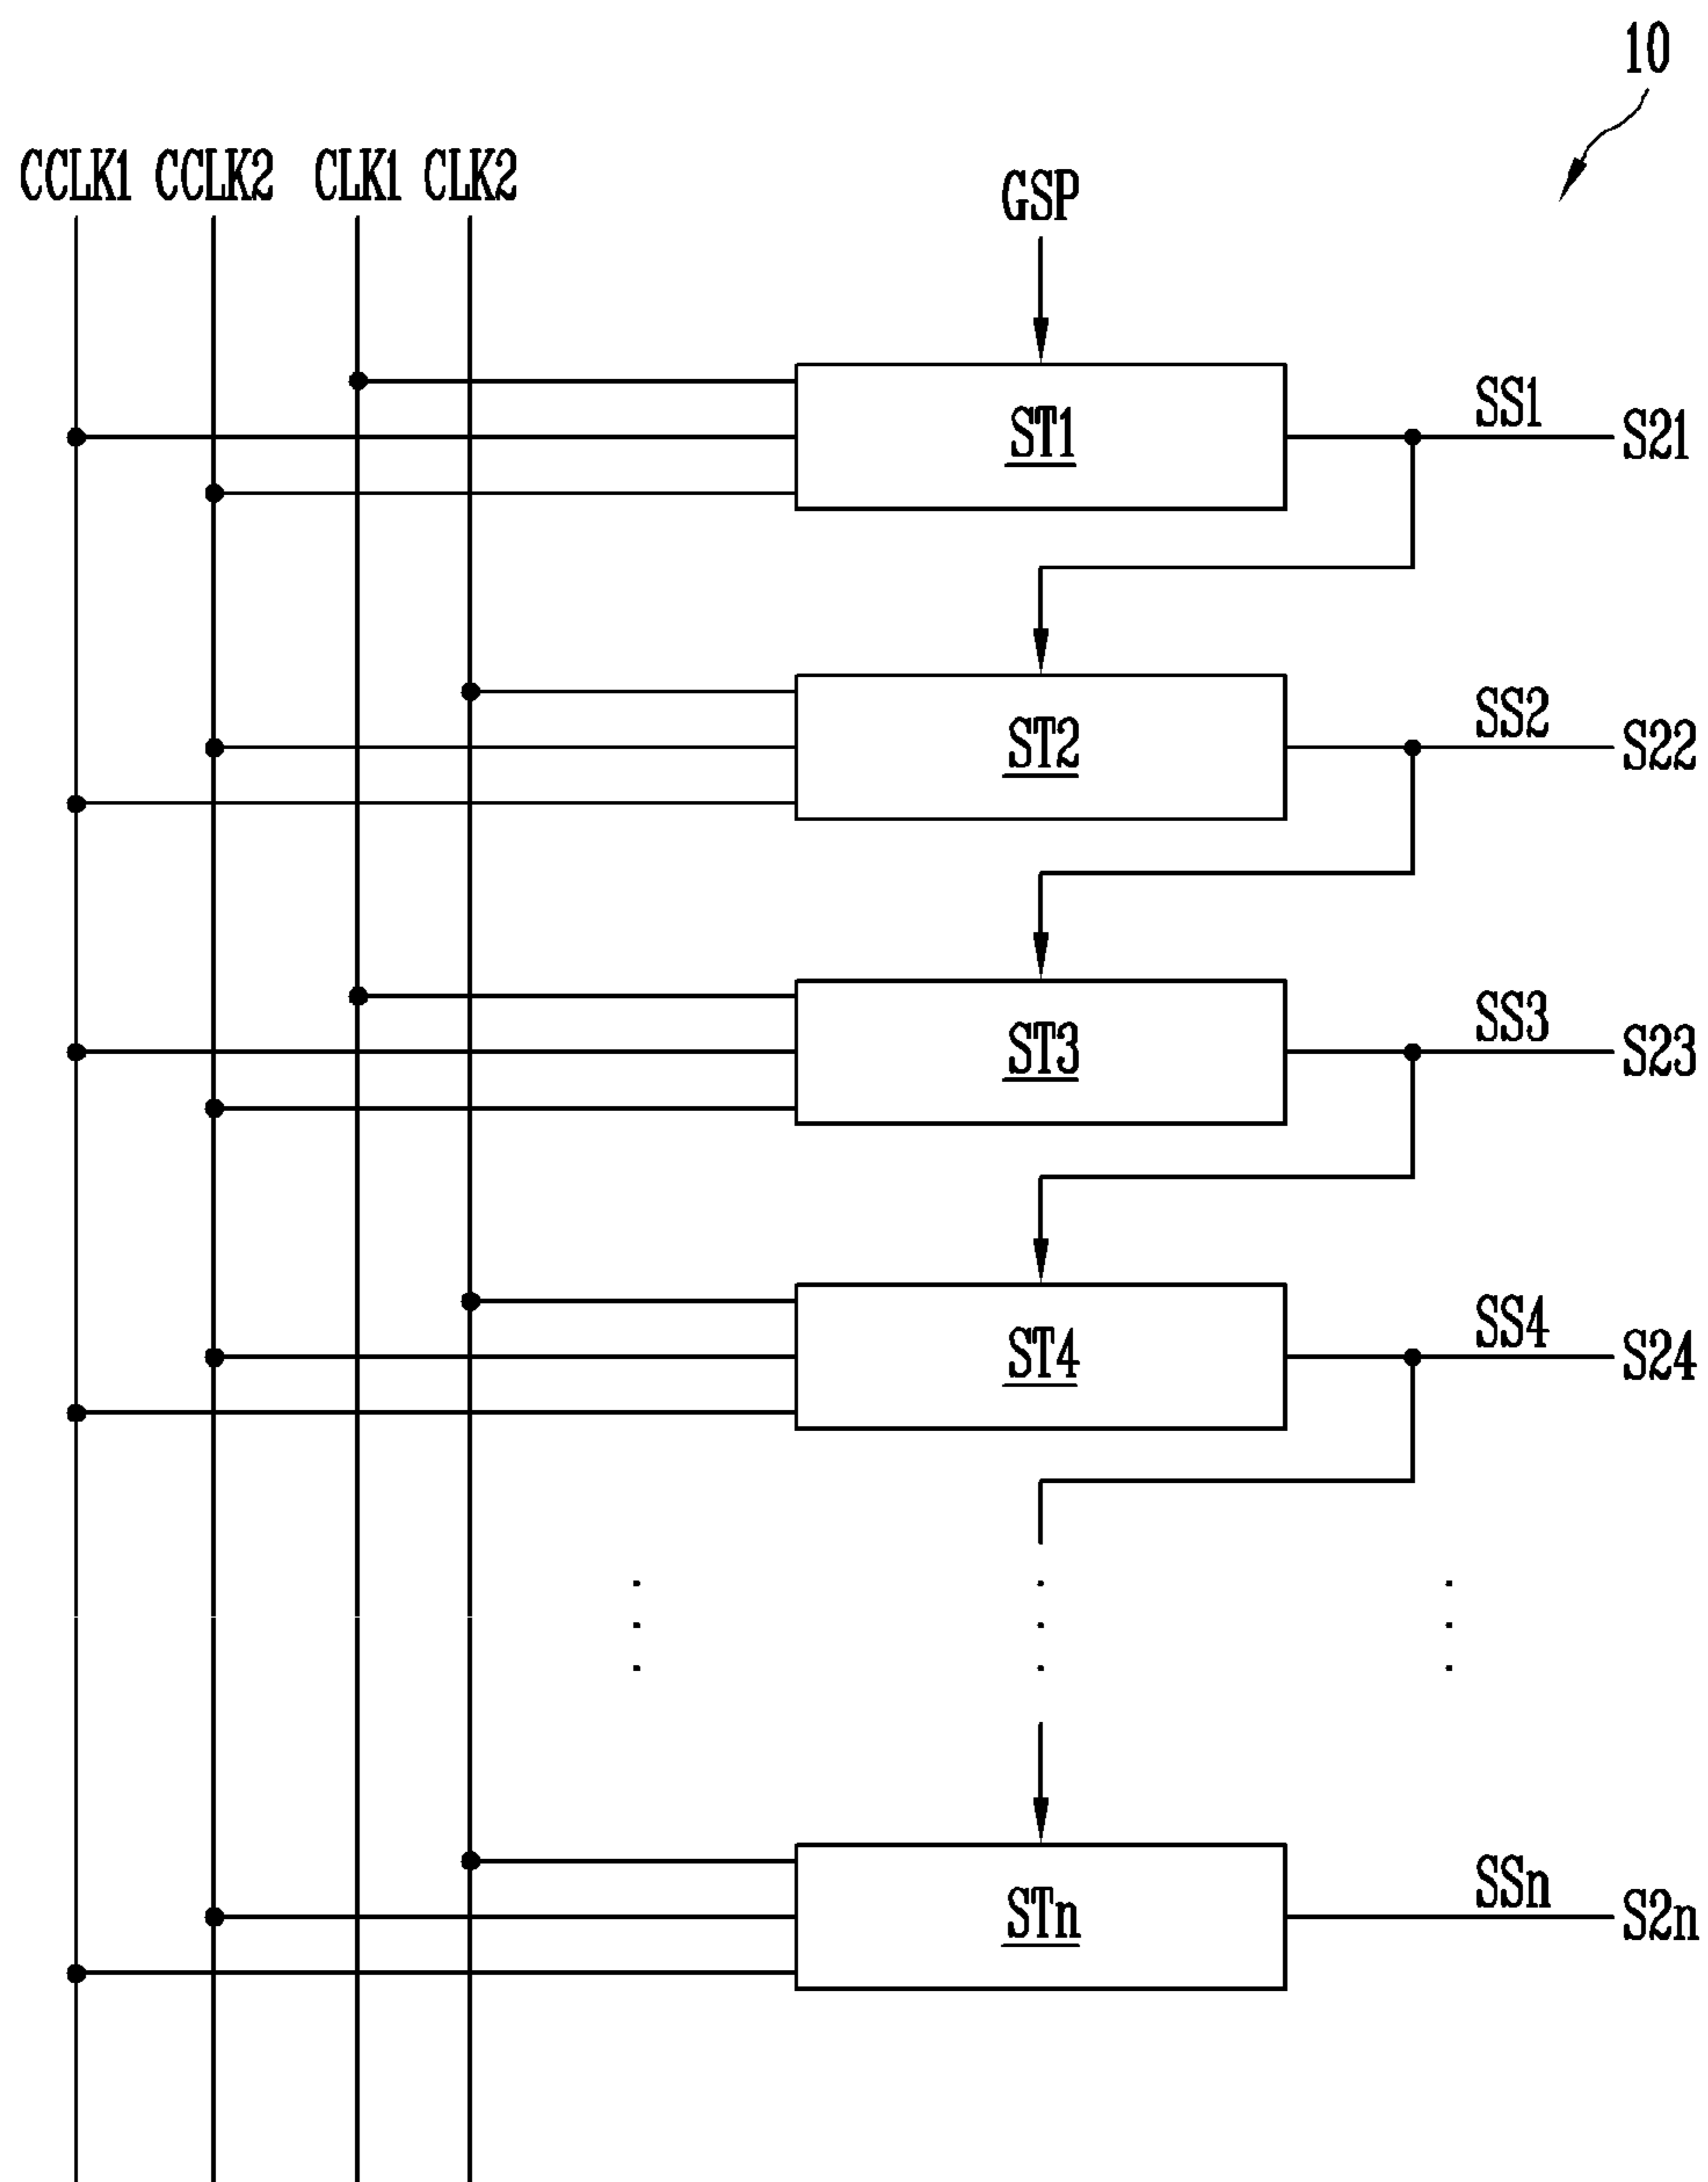 10
CCLK1 CCLK2 CLK1 CLK2
GSP
ST1
SS1
S21
ST2
SS2
S22
ST3
SS3
S23
ST4
SS4
S24
STn
SSn
S2n